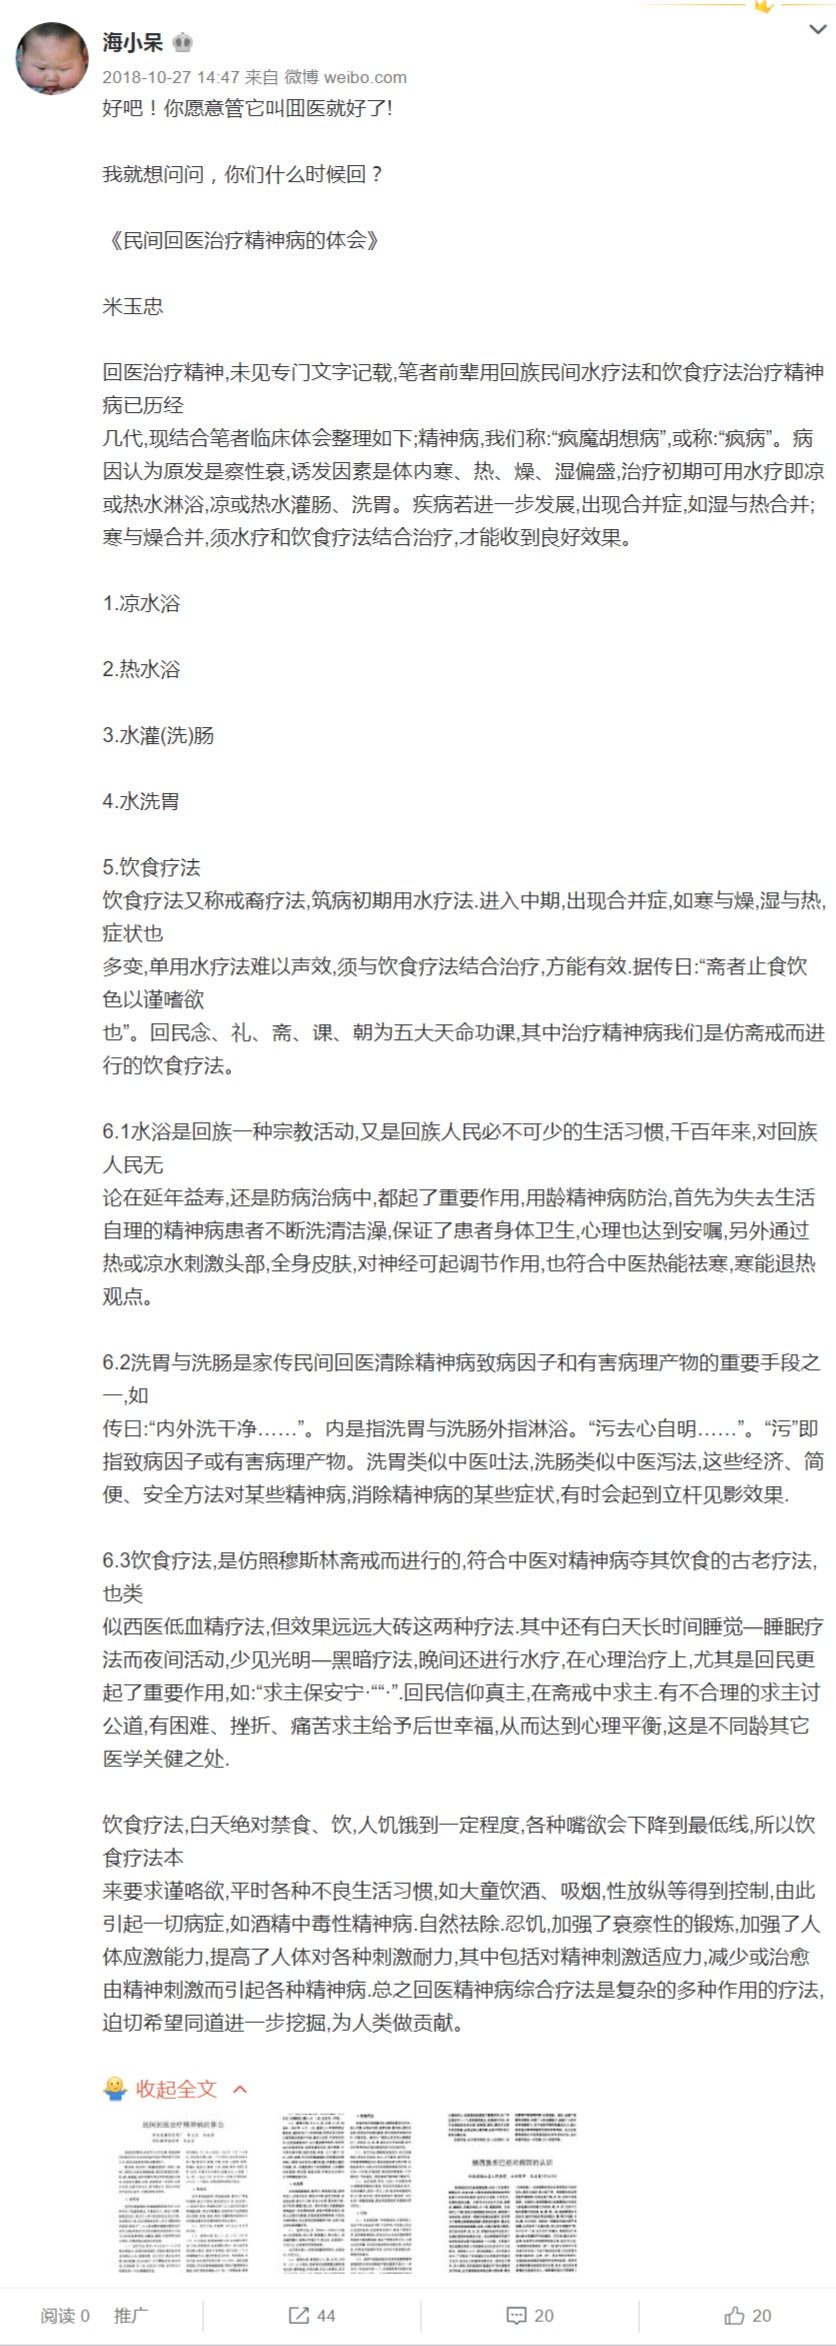 海小呆
2018-10-27 14:47 来自 微博 weibo.com
好吧！你愿意管它叫囬医就好了!
我就想问问，你们什么时候回？
《民间回医治疗精神病的体会》
米玉忠
回医治疗精神,未见专门文字记载,笔者前辈用回族民间水疗法和饮食疗法治疗精神
病已历经
几代,现结合笔者临床体会整理如下;精神病,我们称:“疯魔胡想病”,或称:“疯病”。病
因认为原发是察性衰,诱发因素是体内寒、热、燥、湿偏盛,治疗初期可用水疗即凉
或热水淋浴,凉或热水灌肠、洗胃。疾病若进一步发展,出现合并症,如湿与热合并;
寒与燥合并,须水疗和饮食疗法结合治疗,才能收到良好效果。
1.凉水浴
2.热水浴
3.水灌(洗)肠
4.水洗胃
5.饮食疗法
饮食疗法又称戒裔疗法,筑病初期用水疗法.进入中期,出现合并症,如寒与燥,湿与热,
症状也
多变,单用水疗法难以声效,须与饮食疗法结合治疗,方能有效.据传日:“斋者止食饮
色以谨嗜欲
也”。回民念、礼、斋、课、朝为五大天命功课,其中治疗精神病我们是仿斋戒而进
行的饮食疗法。
6.1水浴是回族一种宗教活动,又是回族人民必不可少的生活习惯,千百年来,对回族
人民无
论在延年益寿,还是防病治病中,都起了重要作用,用龄精神病防治,首先为失去生活
自理的精神病患者不断洗清洁澡,保证了患者身体卫生,心理也达到安嘱,另外通过
热或凉水刺激头部,全身皮肤,对神经可起调节作用,也符合中医热能祛寒,寒能退热
观点。
6.2洗胃与洗肠是家传民间回医清除精神病致病因子和有害病理产物的重要手段之
一,如
传曰:“内外洗干净……”。内是指洗胃与洗肠外指淋浴。“污去心自明……”。“污”即
指致病因子或有害病理产物。洗胃类似中医吐法,洗肠类似中医泻法,这些经济、简
便、安全方法对某些精神病,消除精神病的某些症状,有时会起到立杆见影效果.
6.3饮食疗法,是仿照穆斯林斋戒而进行的,符合中医对精神病夺其饮食的古老疗法,
也类
似西医低血精疗法,但效果远远大砖这两种疗法.其中还有白天长时间睡觉—睡眠疗
法而夜间活动,少见光明—黑暗疗法,晚间还进行水疗,在心理治疗上,尤其是回民更
起了重要作用,如:“求主保安宁·““·”.回民信仰真主,在斋戒中求主.有不合理的求主讨
公道,有困难、挫折、痛苦求主给予后世幸福,从而达到心理平衡,这是不同龄其它
医学关健之处.
饮食疗法,白天绝对禁食、饮,人饥饿到一定程度,各种嘴欲会下降到最低线,所以饮
食疗法本
来要求谨咯欲,平时各种不良生活习惯,如大童饮酒、吸烟,性放纵等得到控制,由此
引起一切病症,如酒精中毒性精神病.自然祛除.忍饥,加强了衰察性的锻炼,加强了人
体应激能力,提高了人体对各种刺激耐力,其中包括对精神刺激适应力,减少或治愈
由精神刺激而引起各种精神病.总之回医精神病综合疗法是复杂的多种作用的疗法,
迫切希望同道进一步挖掘,为人类做贡献。
收起全文
民间回医治疗精神病的体会
阅读 0 推广 44 20 20